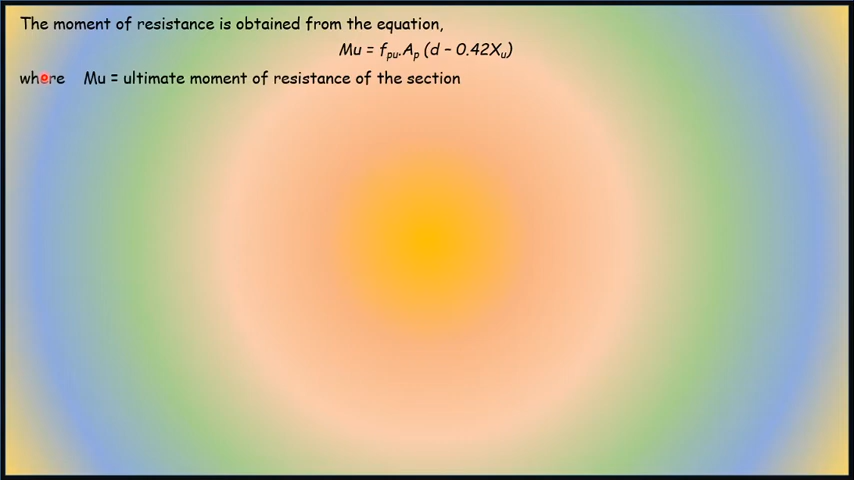 The moment of resistance is obtained from the equation,
Mu = fpu.Ap (d – 0.42Xu)
where Mu = ultimate moment of resistance of the section